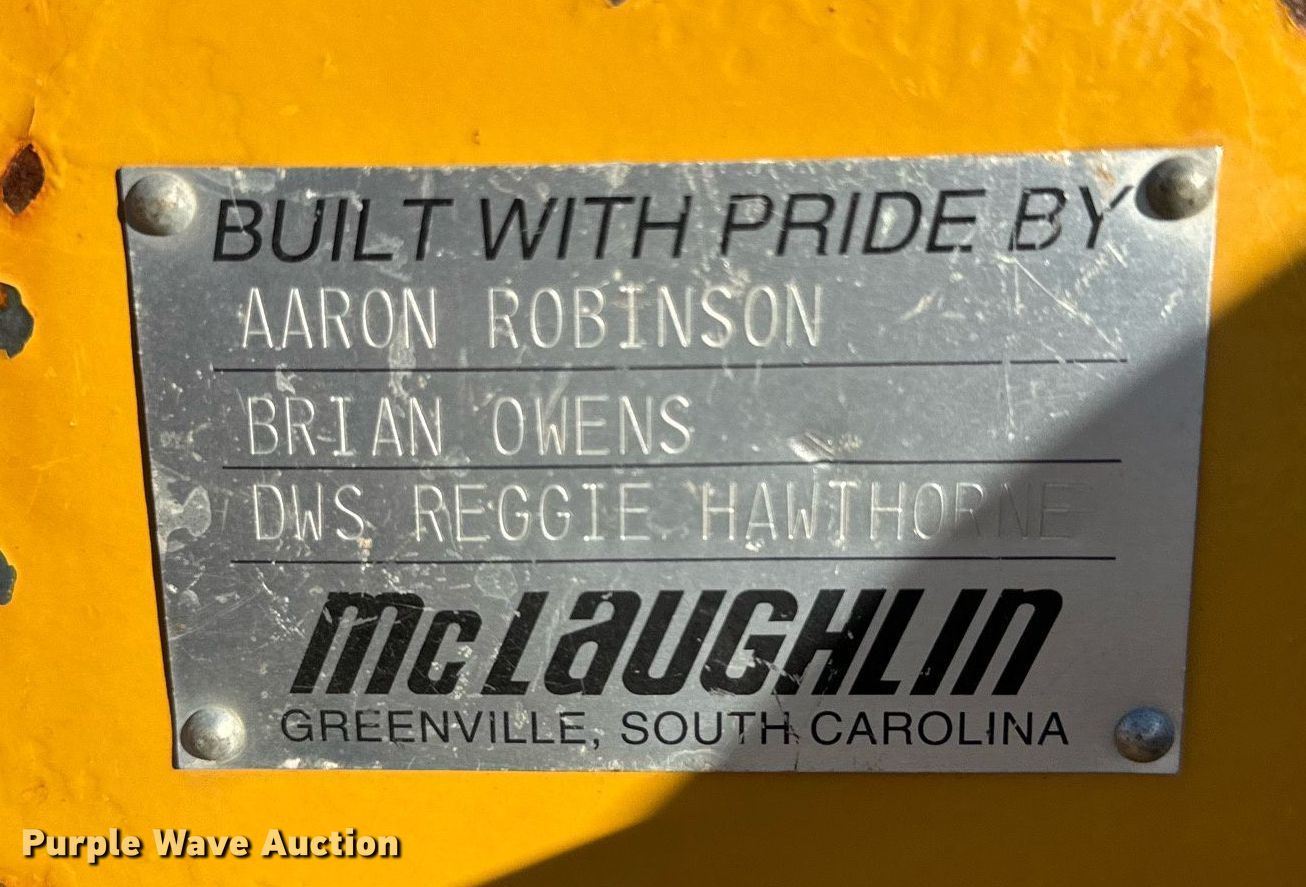 BUILT WITH PRIDE BY
AARON ROBINSON
BRIAN OWENS
DWS REGGIE HAWTHORNE
McLAUGHLIN
GREENVILLE, SOUTH CAROLINA
Purple Wave Auction